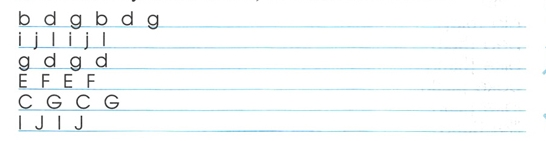 b d g b d g
i j l i j l
g d g d
E F E F
C G C G
I J I J